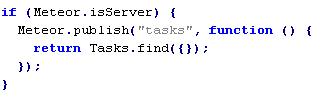 if (Meteor.isServer) {
  Meteor.publish("tasks", function () {
    return Tasks.find({});
  });
}